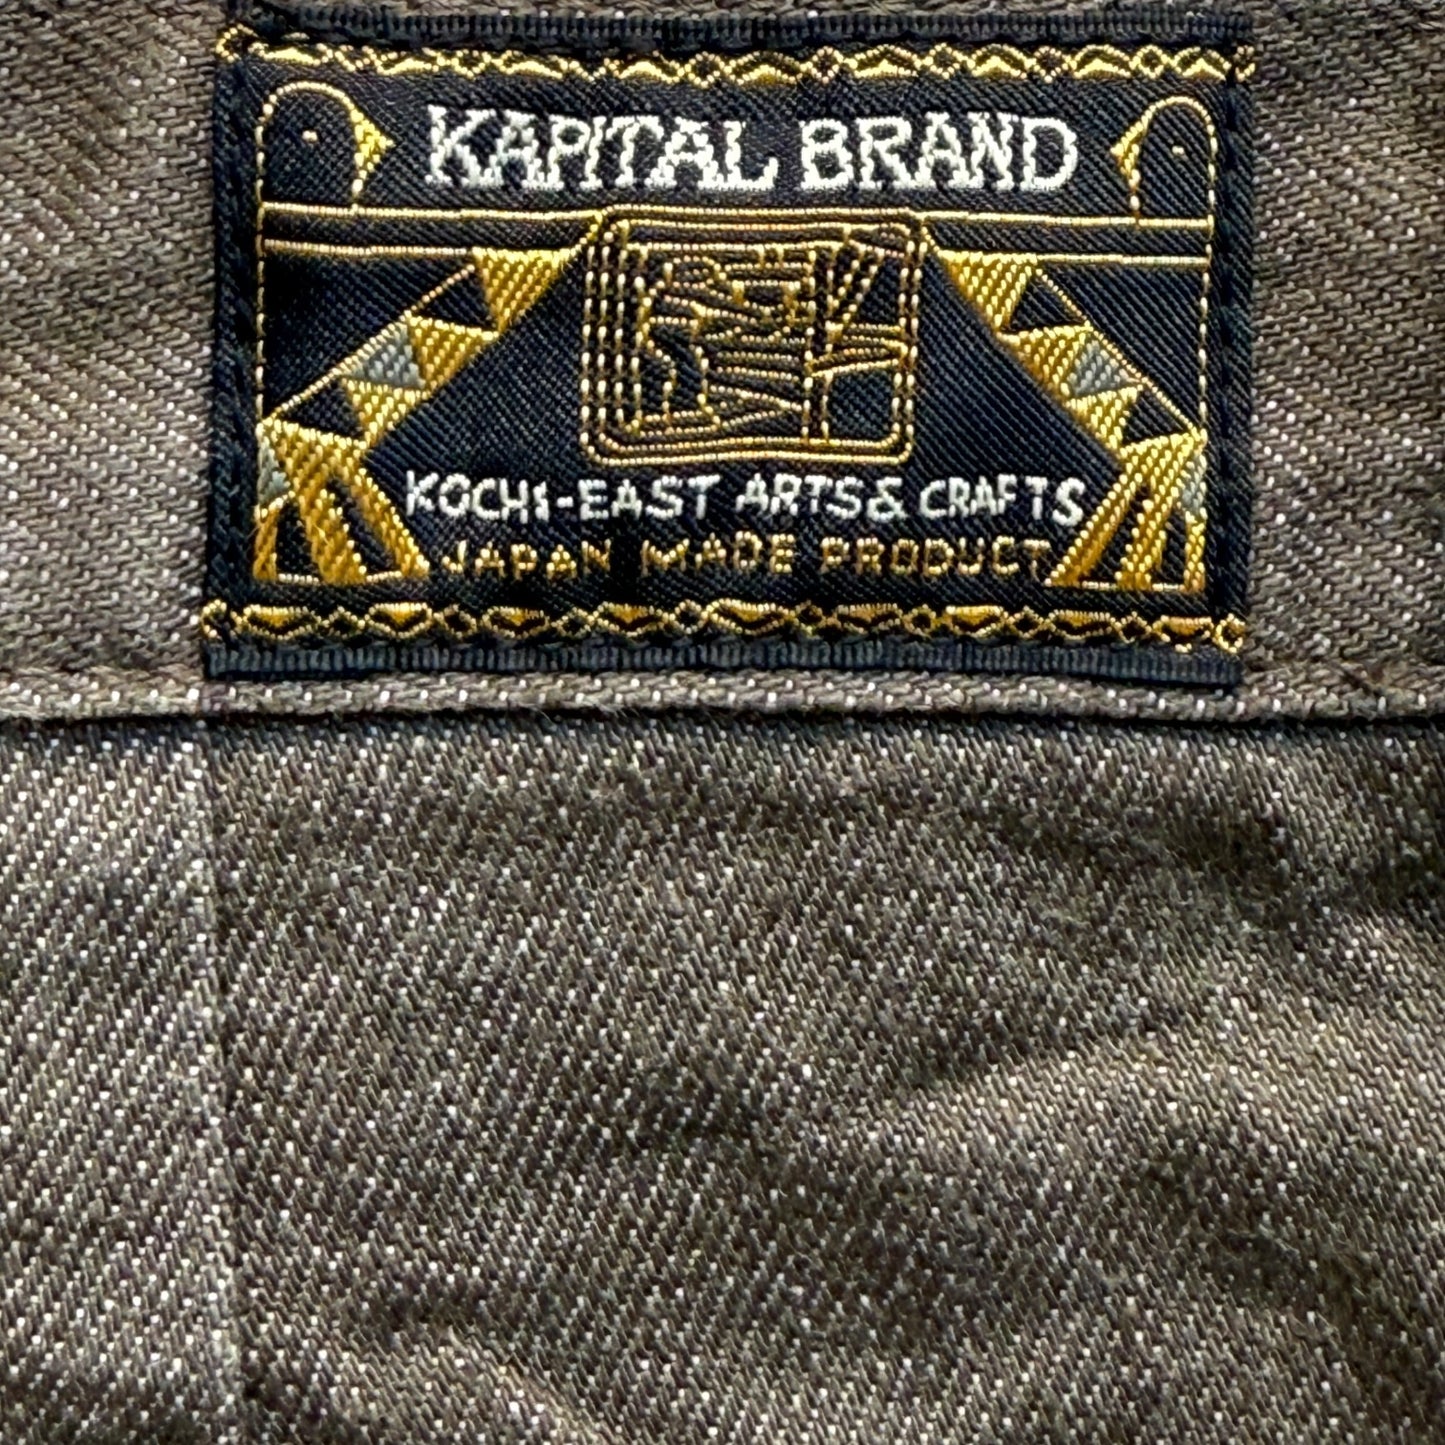 KAPITAL BRAND
KOCHI-EAST ARTS & CRAFTS
JAPAN MADE PRODUCT